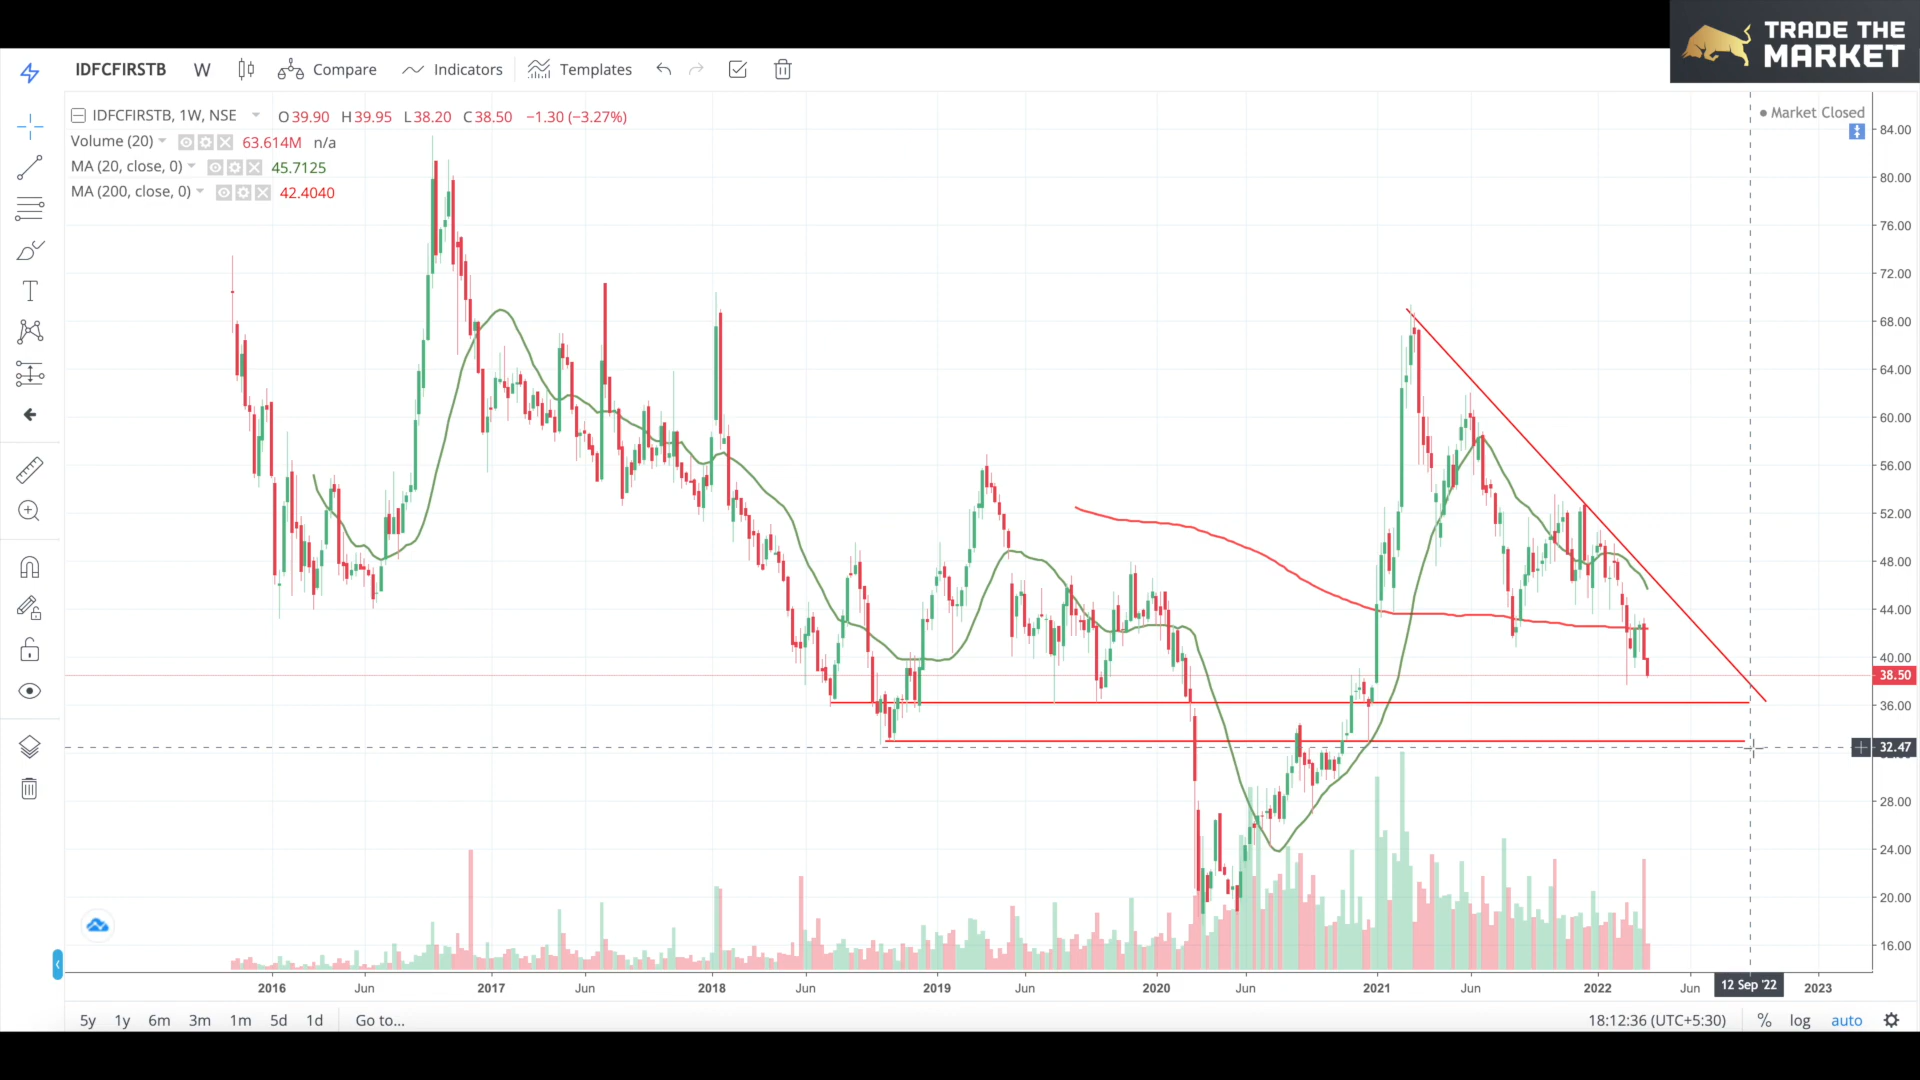 TRADE THE
MARKET
IDFCFIRSTB W Compare Indicators Templates
IDFCFIRSTB, 1W, NSE O39.90 H39.95 L38.20 C38.50 −1.30 (−3.27%)
Market Closed
Volume (20) 63.614M n/a
MA (20, close, 0) 45.7125
MA (200, close, 0) 42.4040
84.00
80.00
76.00
72.00
68.00
64.00
60.00
56.00
52.00
48.00
44.00
40.00
38.50
36.00
32.47
28.00
24.00
20.00
16.00
2016 Jun 2017 Jun 2018 Jun 2019 Jun 2020 Jun 2021 Jun 2022 Jun 12 Sep '22 2023
5y 1y 6m 3m 1m 5d 1d Go to... 18:12:36 (UTC+5:30) % log auto